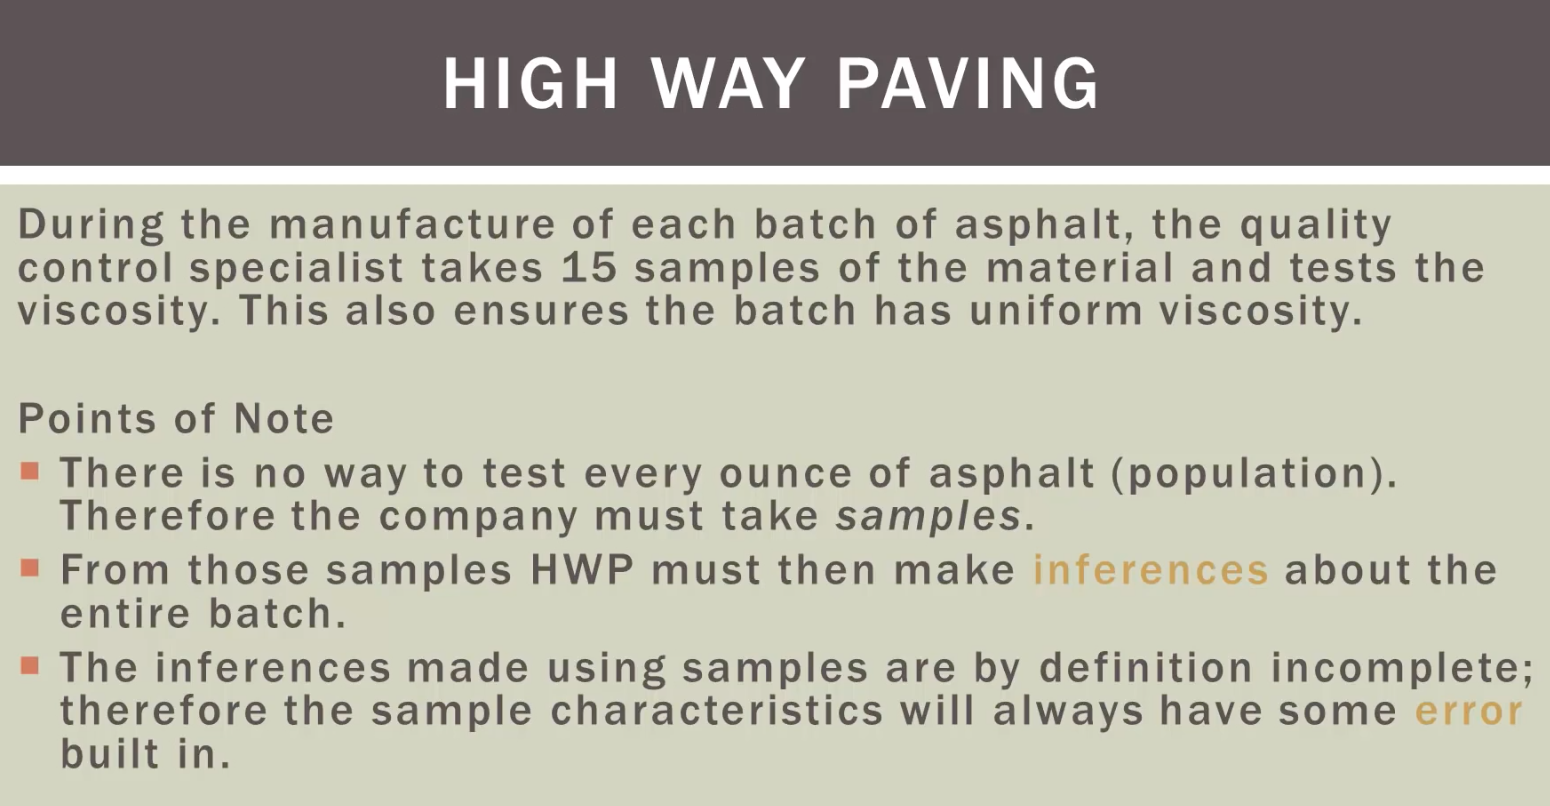 HIGH WAY PAVING
During the manufacture of each batch of asphalt, the quality
control specialist takes 15 samples of the material and tests the
viscosity. This also ensures the batch has uniform viscosity.
Points of Note
There is no way to test every ounce of asphalt (population).
Therefore the company must take samples.
From those samples HWP must then make inferences about the
entire batch.
The inferences made using samples are by definition incomplete;
therefore the sample characteristics will always have some error
built in.